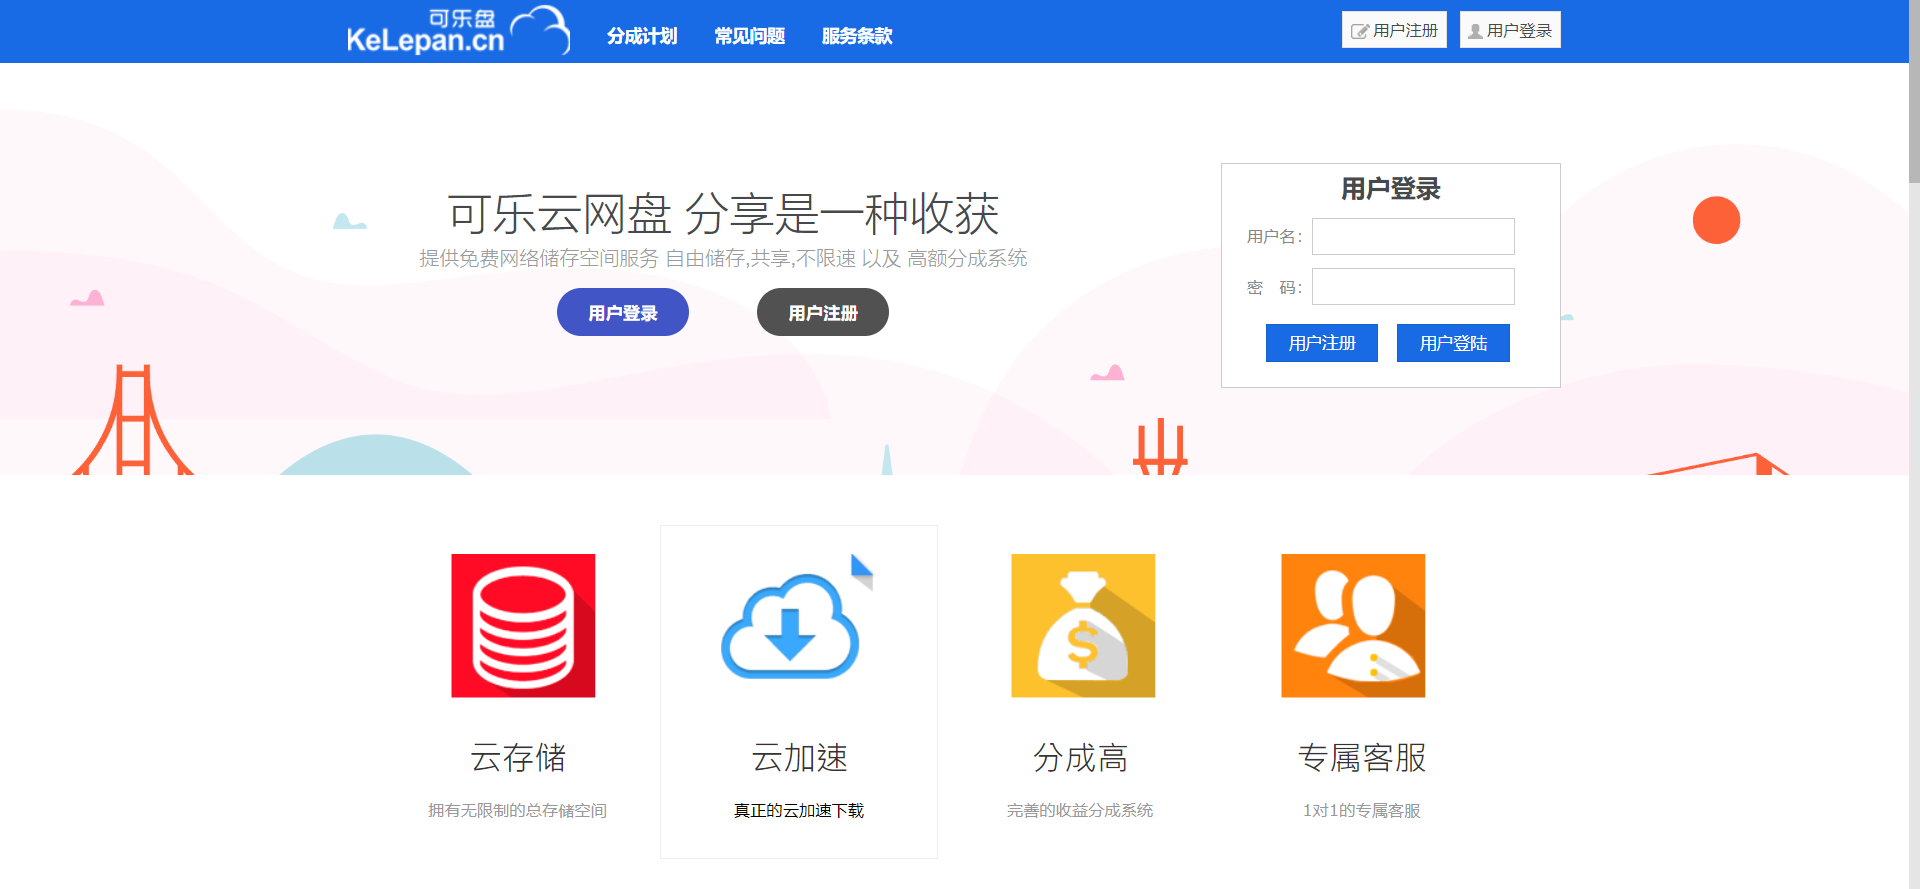 可乐盘
KeLepan.cn
分成计划 常见问题 服务条款
用户注册 用户登录
可乐云网盘 分享是一种收获
提供免费网络储存空间服务 自由储存,共享,不限速 以及 高额分成系统
用户登录 用户注册
用户登录
用户名：
密 码：
用户注册 用户登陆
云存储
拥有无限制的总存储空间
云加速
真正的云加速下载
分成高
完善的收益分成系统
专属客服
1对1的专属客服